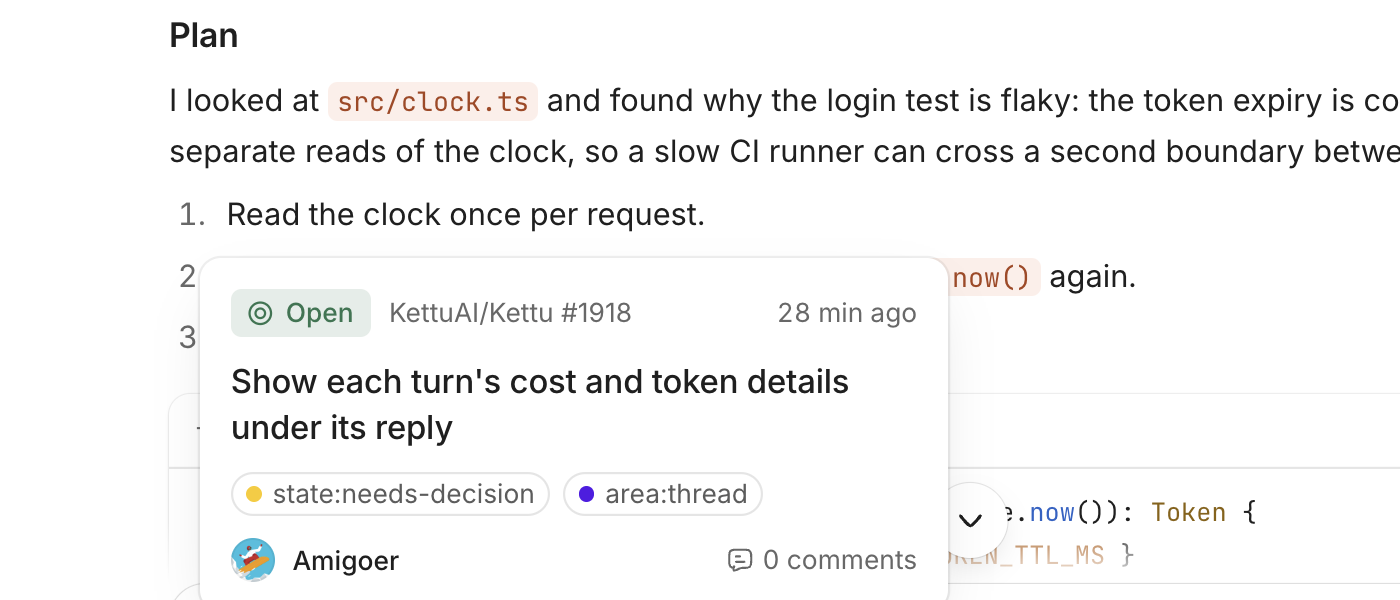 Plan
I looked at src/clock.ts and found why the login test is flaky: the token expiry is co
separate reads of the clock, so a slow CI runner can cross a second boundary betwe
1. Read the clock once per request.
2 now() again.
3
Open KettuAI/Kettu #1918 28 min ago
Show each turn's cost and token details
under its reply
state:needs-decision area:thread
Amigoer 0 comments
e.now()): Token {
OKEN_TTL_MS }